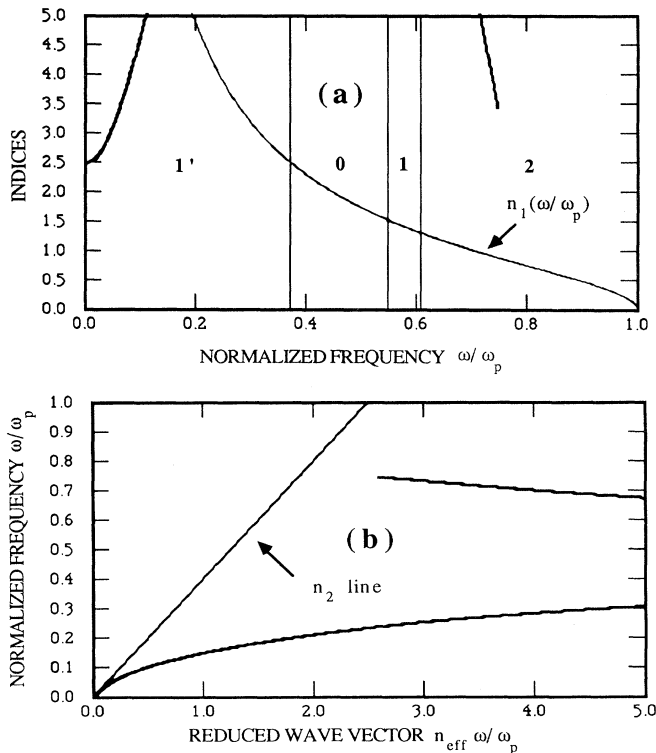 5.0
4.5
4.0
3.5
3.0
2.5
2.0
1.5
1.0
0.5
0.0
INDICES
(a)
1' 0 1 2
n₁(ω/ωₚ)
0.0 0.2 0.4 0.6 0.8 1.0
NORMALIZED FREQUENCY ω/ωₚ
1.0
0.9
0.8
0.7
0.6
0.5
0.4
0.3
0.2
0.1
0.0
NORMALIZED FREQUENCY ω/ωₚ
(b)
n₂ line
0.0 1.0 2.0 3.0 4.0 5.0
REDUCED WAVE VECTOR n_eff ω/ωₚ